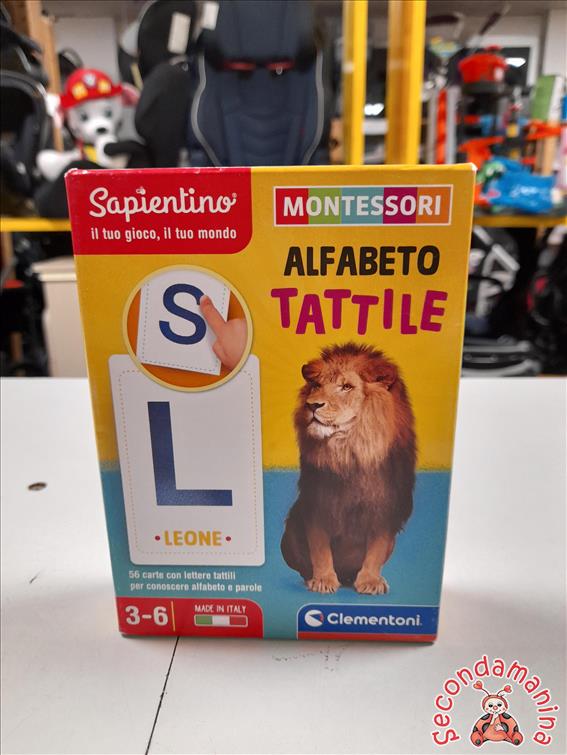 Sapientino®
il tuo gioco, il tuo mondo
MONTESSORI
ALFABETO
TATTILE
S
L
•LEONE•
56 carte con lettere tattili
per conoscere alfabeto e parole
3-6
MADE IN ITALY
Clementoni®
Secondamanina